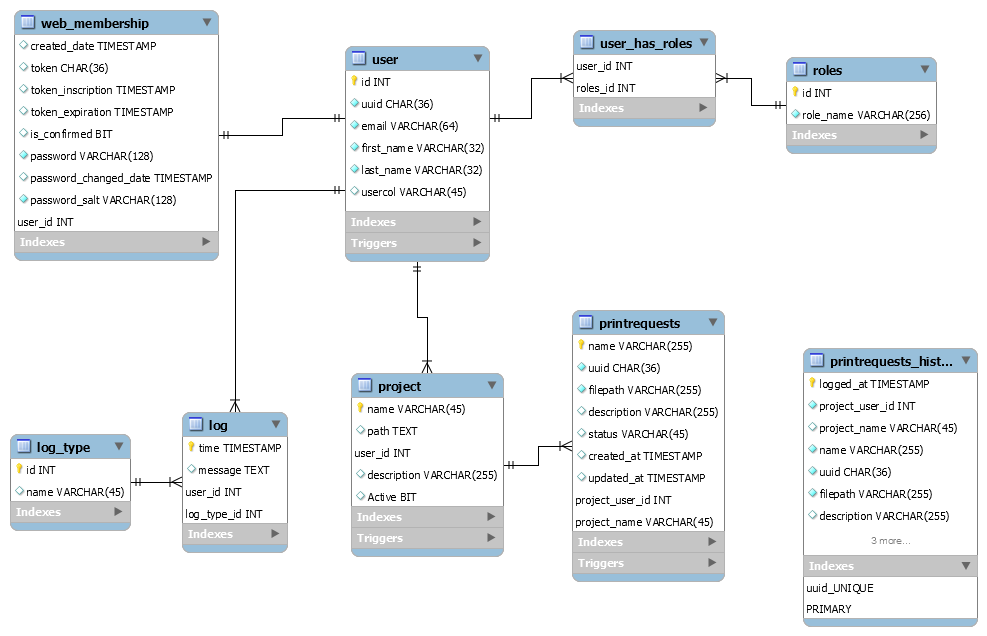 web_membership
created_date TIMESTAMP
token CHAR(36)
token_inscription TIMESTAMP
token_expiration TIMESTAMP
is_confirmed BIT
password VARCHAR(128)
password_changed_date TIMESTAMP
password_salt VARCHAR(128)
user_id INT
Indexes
user
id INT
uuid CHAR(36)
email VARCHAR(64)
first_name VARCHAR(32)
last_name VARCHAR(32)
usercol VARCHAR(45)
Indexes
Triggers
user_has_roles
user_id INT
roles_id INT
Indexes
roles
id INT
role_name VARCHAR(256)
Indexes
log_type
id INT
name VARCHAR(45)
Indexes
log
time TIMESTAMP
message TEXT
user_id INT
log_type_id INT
Indexes
project
name VARCHAR(45)
path TEXT
user_id INT
description VARCHAR(255)
Active BIT
Indexes
Triggers
printrequests
name VARCHAR(255)
uuid CHAR(36)
filepath VARCHAR(255)
description VARCHAR(255)
status VARCHAR(45)
created_at TIMESTAMP
updated_at TIMESTAMP
project_user_id INT
project_name VARCHAR(45)
Indexes
Triggers
printrequests_hist...
logged_at TIMESTAMP
project_user_id INT
project_name VARCHAR(45)
name VARCHAR(255)
uuid CHAR(36)
filepath VARCHAR(255)
description VARCHAR(255)
3 more...
Indexes
uuid_UNIQUE
PRIMARY